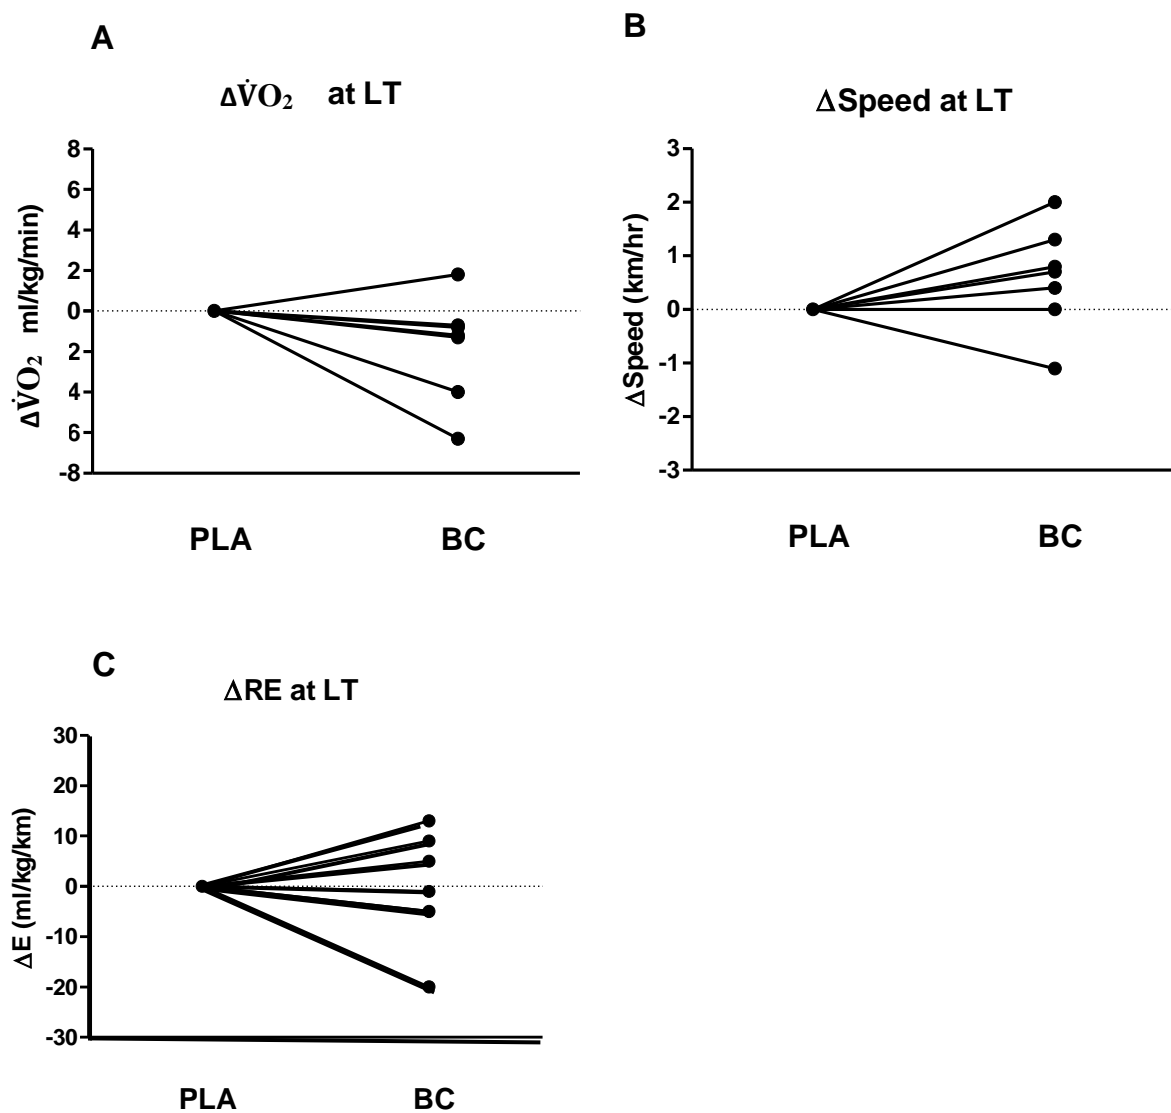 A
ΔV̇O₂ at LT
8
6
4
2
0
2
4
6
-8
ΔV̇O₂ ml/kg/min)
PLA BC
B
ΔSpeed at LT
3
2
1
0
-1
-2
-3
ΔSpeed (km/hr)
PLA BC
C
ΔRE at LT
30
20
10
0
-10
-20
-30
ΔE (ml/kg/km)
PLA BC